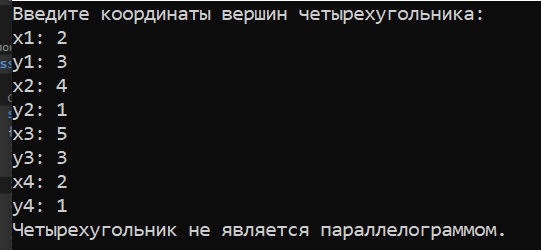 Введите координаты вершин четырехугольника:
x1: 2
y1: 3
x2: 4
y2: 1
x3: 5
y3: 3
x4: 2
y4: 1
Четырехугольник не является параллелограммом.